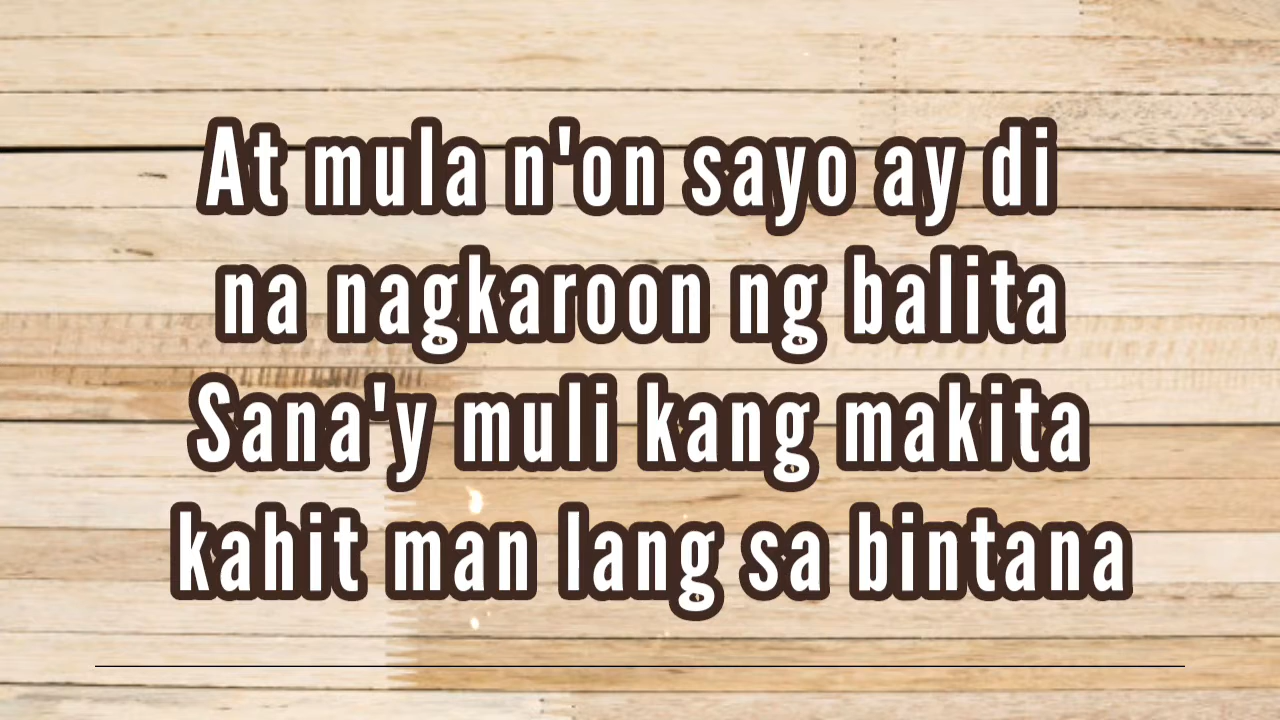 At mula n'on sayo ay di
na nagkaroon ng balita
Sana'y muli kang makita
kahit man lang sa bintana